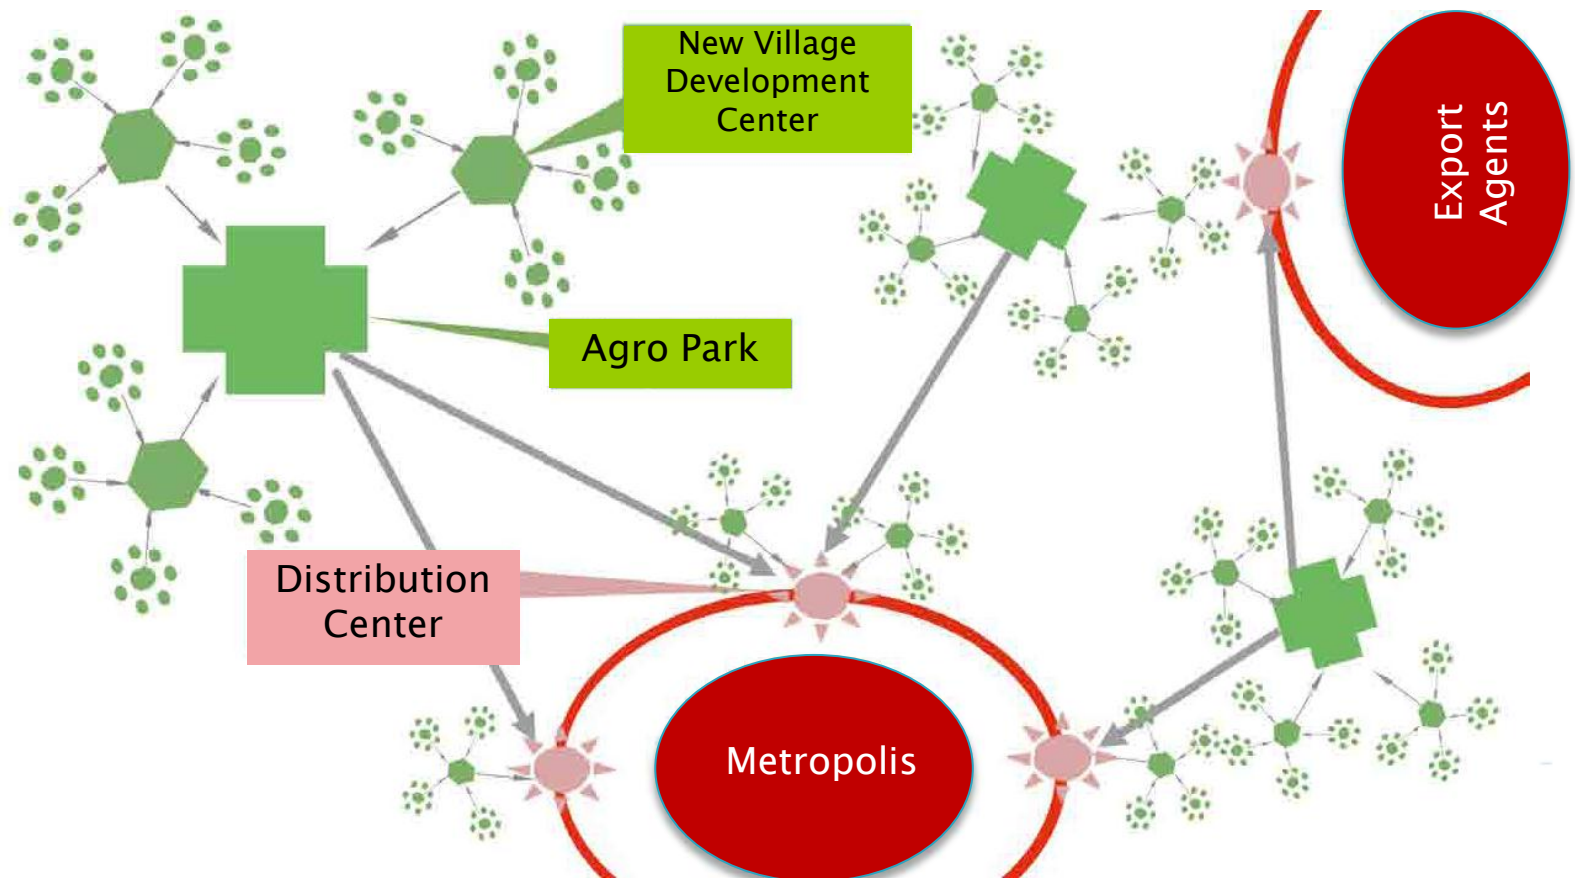 New Village
Development
Center
Export
Agents
Agro Park
Distribution
Center
Metropolis